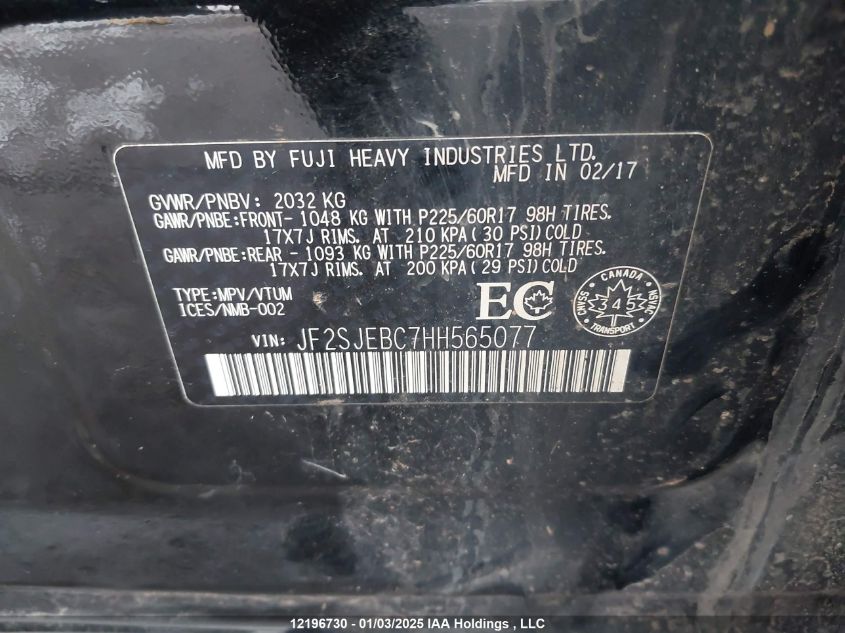 MFD BY FUJI HEAVY INDUSTRIES LTD.
MFD IN 02/17
GVWR/PNBV: 2032 KG
GAWR/PNBE:FRONT- 1048 KG WITH P225/60R17 98H TIRES.
17X7J RIMS. AT 210 KPA (30 PSI) COLD
GAWR/PNBE:REAR - 1093 KG WITH P225/60R17 98H TIRES.
17X7J RIMS. AT 200 KPA (29 PSI) COLD
TYPE:MPV/VTUM
ICES/NMB-002
EC
CANADA
CMVSS
345
NSVAC
TRANSPORT
VIN: JF2SJEBC7HH565077
12196730 - 01/03/2025 IAA Holdings , LLC